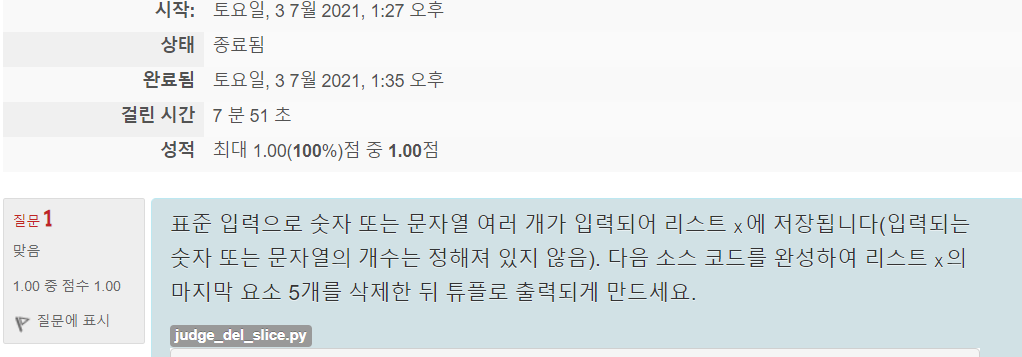 시작: 토요일, 3 7월 2021, 1:27 오후
상태 종료됨
완료됨 토요일, 3 7월 2021, 1:35 오후
걸린 시간 7 분 51 초
성적 최대 1.00(100%)점 중 1.00점
질문 1
맞음
1.00 중 점수 1.00
질문에 표시
표준 입력으로 숫자 또는 문자열 여러 개가 입력되어 리스트 x에 저장됩니다(입력되는
숫자 또는 문자열의 개수는 정해져 있지 않음). 다음 소스 코드를 완성하여 리스트 x의
마지막 요소 5개를 삭제한 뒤 튜플로 출력되게 만드세요.
judge_del_slice.py